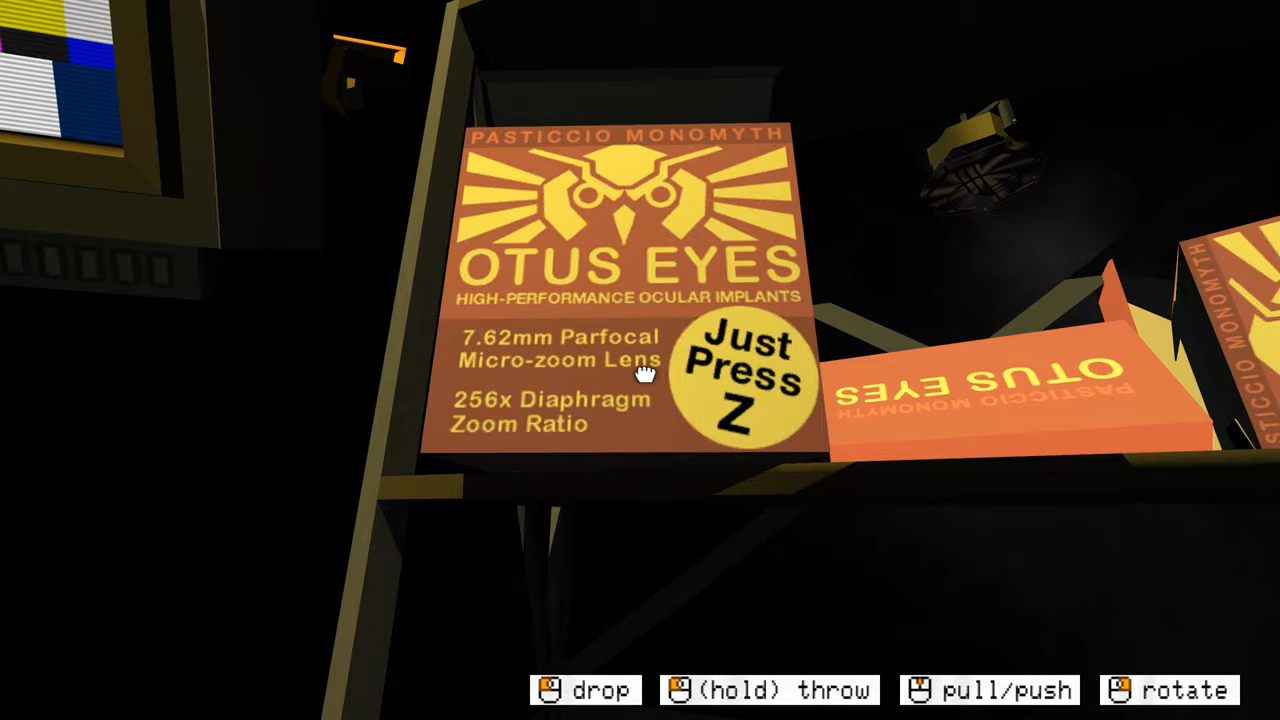 PASTICCIO MONOMYTH
OTUS EYES
HIGH-PERFORMANCE OCULAR IMPLANTS
7.62mm Parfocal
Micro-zoom Lens
256x Diaphragm
Zoom Ratio
Just
Press
Z
OTUS EYES
PASTICCIO MONOMYTH
STICCIO MONOMYTH
drop
(hold) throw
pull/push
rotate